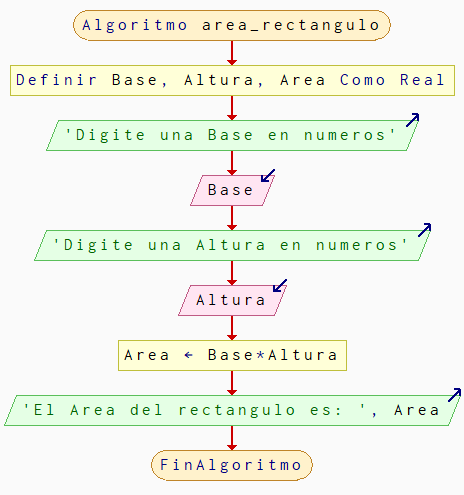 Algoritmo area_rectangulo
Definir Base, Altura, Area Como Real
'Digite una Base en numeros'
Base
'Digite una Altura en numeros'
Altura
Area ← Base*Altura
'El Area del rectangulo es: ', Area
FinAlgoritmo